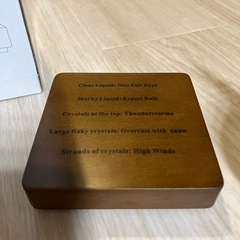 Clear Liquid: Nice Fair Days
Murky Liquid: Expect Rain
Crystals at the top: Thunderstorms
Large flaky crystals: Overcast with snow
Strands of crystals: High Winds